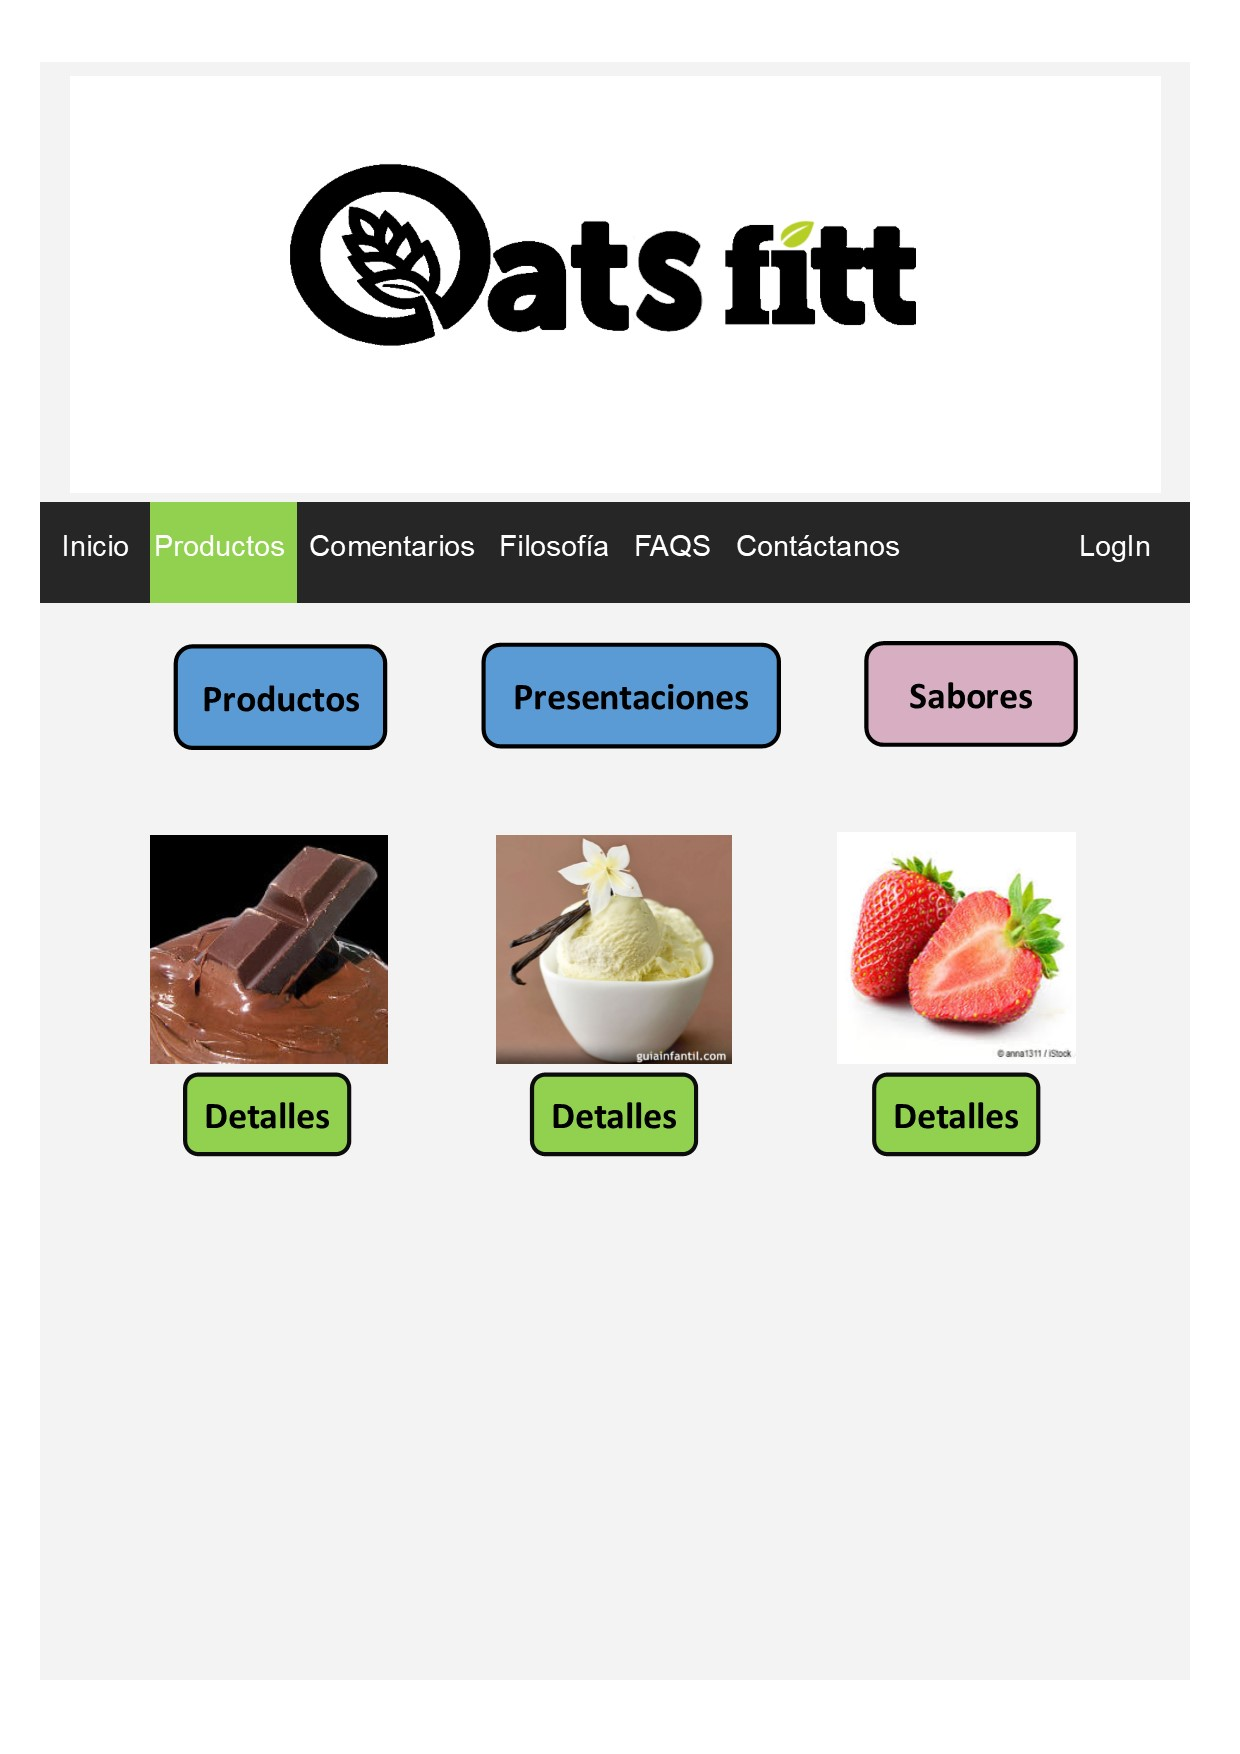 Oats fitt
Inicio Productos Comentarios Filosofía FAQS Contáctanos LogIn
Productos Presentaciones Sabores
guiainfantil.com
© anna1311 / iStock
Detalles Detalles Detalles